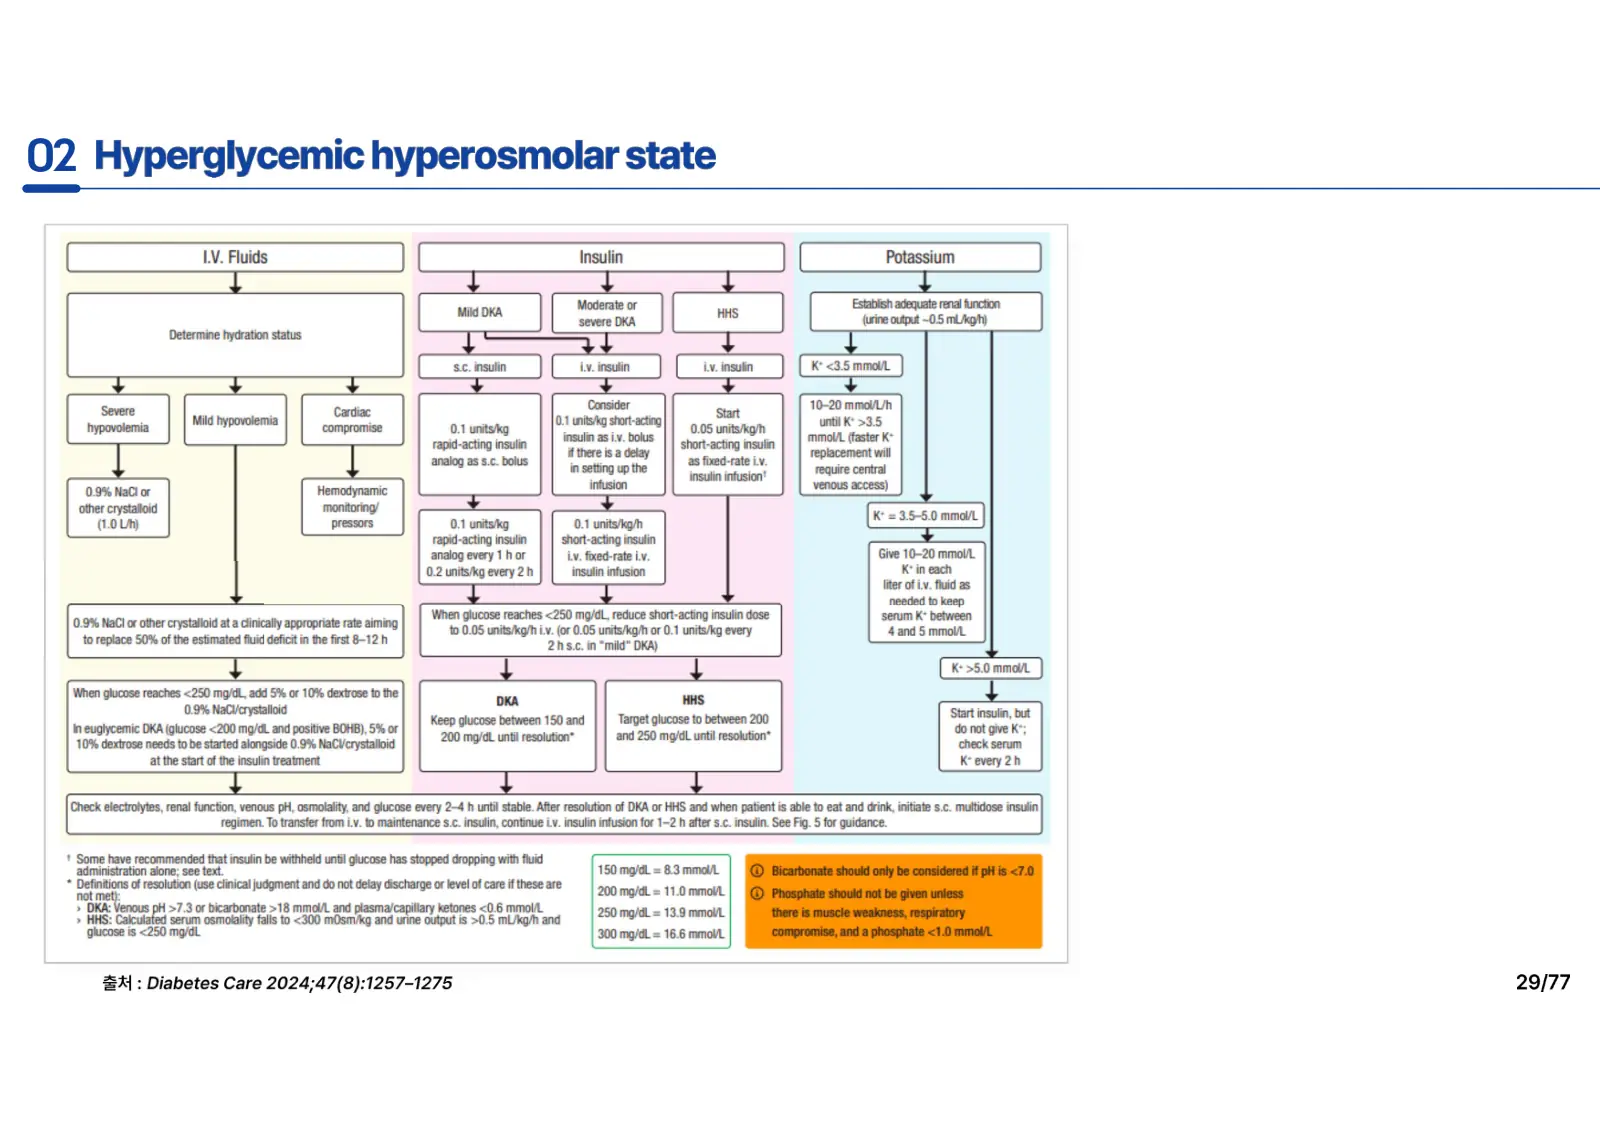 02 Hyperglycemic hyperosmolar state
I.V. Fluids
Determine hydration status
Severe
hypovolemia
Mild hypovolemia
Cardiac
compromise
0.9% NaCl or
other crystalloid
(1.0 L/h)
Hemodynamic
monitoring/
pressors
0.9% NaCl or other crystalloid at a clinically appropriate rate aiming
to replace 50% of the estimated fluid deficit in the first 8–12 h
When glucose reaches <250 mg/dL, add 5% or 10% dextrose to the
0.9% NaCl/crystalloid
In euglycemic DKA (glucose <200 mg/dL and positive BOHB), 5% or
10% dextrose needs to be started alongside 0.9% NaCl/crystalloid
at the start of the insulin treatment
Insulin
Mild DKA
Moderate or
severe DKA
HHS
s.c. insulin
i.v. insulin
i.v. insulin
0.1 units/kg
rapid-acting insulin
analog as s.c. bolus
Consider
0.1 units/kg short-acting
insulin as i.v. bolus
if there is a delay
in setting up the
infusion
Start
0.05 units/kg/h
short-acting insulin
as fixed-rate i.v.
insulin infusion†
0.1 units/kg
rapid-acting insulin
analog every 1 h or
0.2 units/kg every 2 h
0.1 units/kg/h
short-acting insulin
i.v. fixed-rate i.v.
insulin infusion
When glucose reaches <250 mg/dL, reduce short-acting insulin dose
to 0.05 units/kg/h i.v. (or 0.05 units/kg/h or 0.1 units/kg every
2 h s.c. in "mild" DKA)
DKA
Keep glucose between 150 and
200 mg/dL until resolution*
HHS
Target glucose to between 200
and 250 mg/dL until resolution*
Potassium
Establish adequate renal function
(urine output ~0.5 mL/kg/h)
K+ <3.5 mmol/L
10–20 mmol/L/h
until K+ >3.5
mmol/L (faster K+
replacement will
require central
venous access)
K+ = 3.5–5.0 mmol/L
Give 10–20 mmol/L
K+ in each
liter of i.v. fluid as
needed to keep
serum K+ between
4 and 5 mmol/L
K+ >5.0 mmol/L
Start insulin, but
do not give K+;
check serum
K+ every 2 h
Check electrolytes, renal function, venous pH, osmolality, and glucose every 2–4 h until stable. After resolution of DKA or HHS and when patient is able to eat and drink, initiate s.c. multidose insulin
regimen. To transfer from i.v. to maintenance s.c. insulin, continue i.v. insulin infusion for 1–2 h after s.c. insulin. See Fig. 5 for guidance.
† Some have recommended that insulin be withheld until glucose has stopped dropping with fluid
administration alone; see text.
* Definitions of resolution (use clinical judgment and do not delay discharge or level of care if these are
not met):
› DKA: Venous pH >7.3 or bicarbonate >18 mmol/L and plasma/capillary ketones <0.6 mmol/L
› HHS: Calculated serum osmolality falls to <300 mOsm/kg and urine output is >0.5 mL/kg/h and
glucose is <250 mg/dL
150 mg/dL = 8.3 mmol/L
200 mg/dL = 11.0 mmol/L
250 mg/dL = 13.9 mmol/L
300 mg/dL = 16.6 mmol/L
Bicarbonate should only be considered if pH is <7.0
Phosphate should not be given unless
there is muscle weakness, respiratory
compromise, and a phosphate <1.0 mmol/L
출처 : Diabetes Care 2024;47(8):1257–1275
29/77